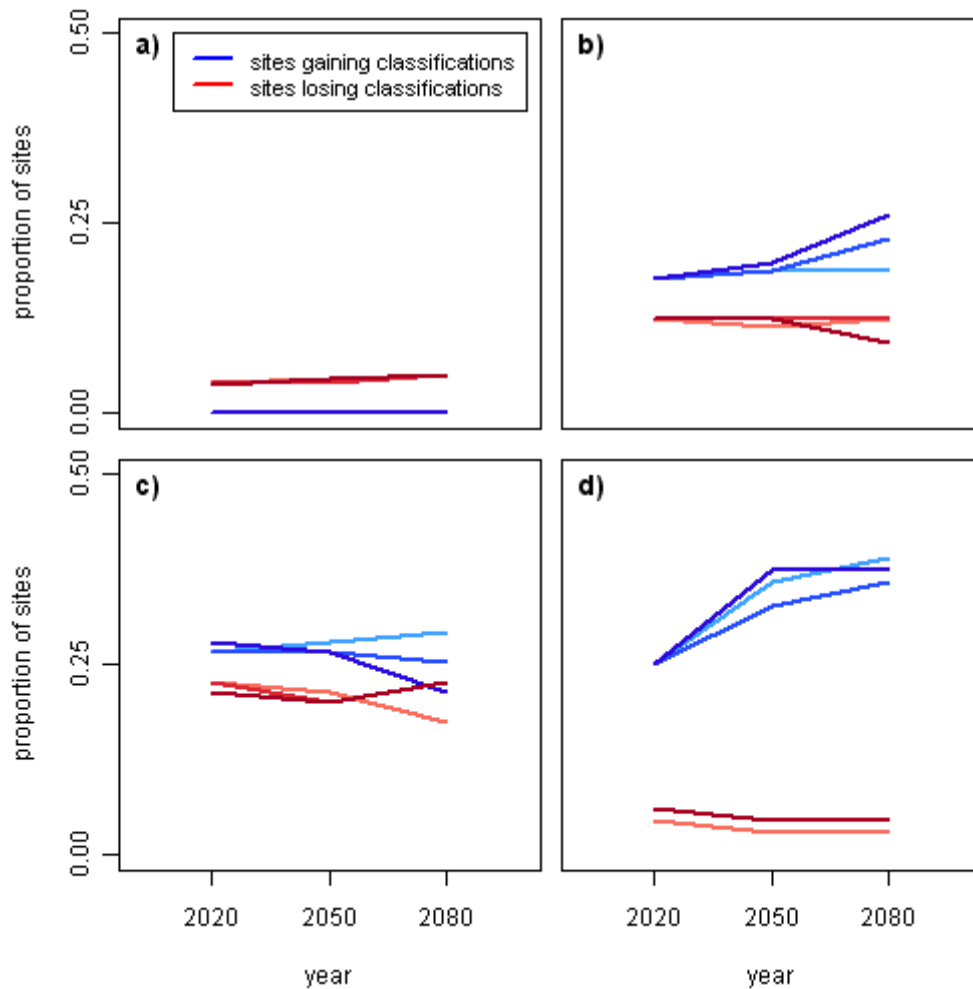 a)
sites gaining classifications
sites losing classifications
b)
0.50
0.25
0.00
proportion of sites
c)
d)
0.50
0.25
0.00
proportion of sites
2020 2050 2080
2020 2050 2080
year
year